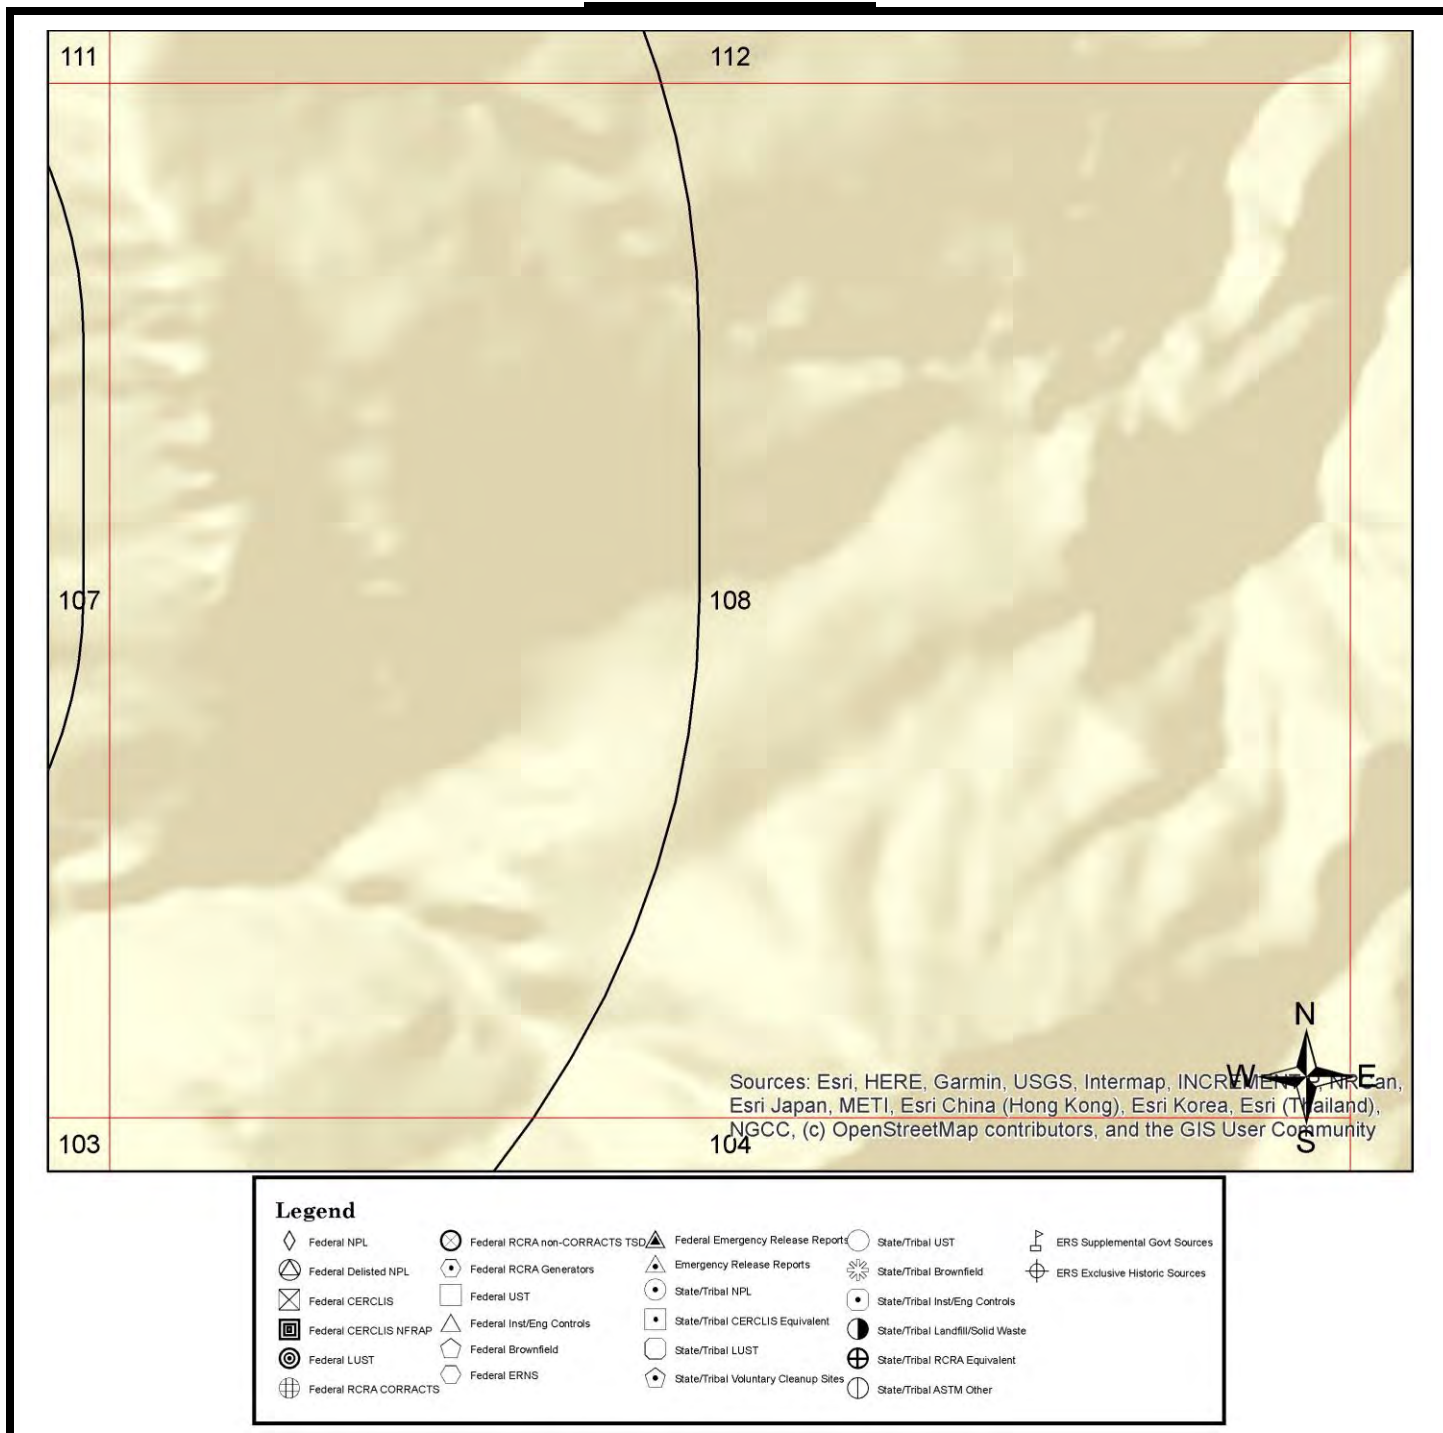 111
112
107
108
N
W
E
Sources: Esri, HERE, Garmin, USGS, Intermap,
Esri Japan, METI, Esri China (Hong Kong), Esri Korea, Esri (Thailand),
NGCC, (c) OpenStreetMap contributors, and the GIS User Community
S
103
104
Legend
Federal NPL
Federal Delisted NPL
Federal CERCLIS
Federal CERCLIS NFRAP
Federal LUST
Federal RCRA CORRACTS
Federal RCRA non-CORRACTS TSD
Federal RCRA Generators
Federal UST
Federal Inst/Eng Controls
Federal Brownfield
Federal ERNS
Federal Emergency Release Reports
Emergency Release Reports
State/Tribal NPL
State/Tribal CERCLIS Equivalent
State/Tribal LUST
State/Tribal Voluntary Cleanup Sites
State/Tribal UST
State/Tribal Brownfield
State/Tribal Inst/Eng Controls
State/Tribal Landfill/Solid Waste
State/Tribal RCRA Equivalent
State/Tribal ASTM Other
ERS Supplemental Govt Sources
ERS Exclusive Historic Sources